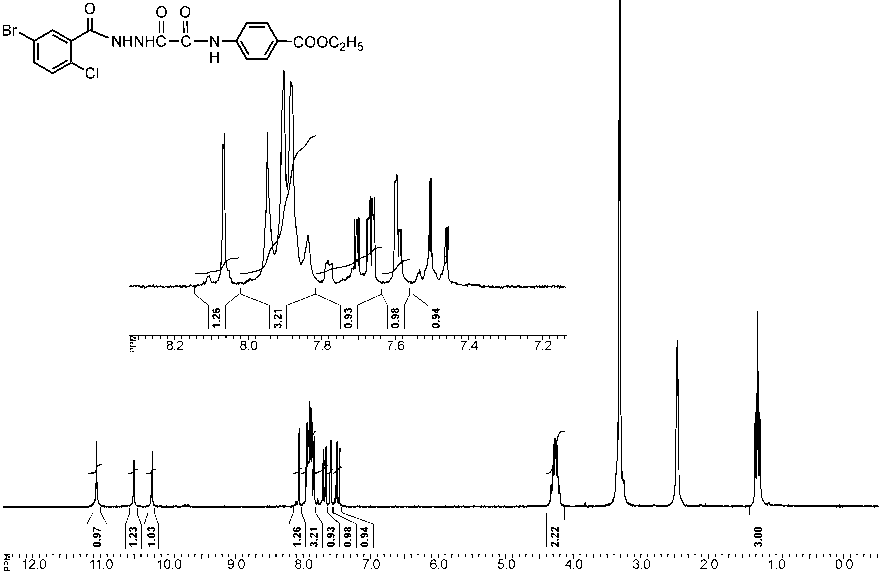 O
O O
Br
NHNHC C N COOC₂H₅
H
Cl
1.26 3.21 0.93 0.98 0.94
PPM 8.2 8.0 7.8 7.6 7.4 7.2
0.97 1.23 1.03 1.26 3.21 0.93 0.98 0.94 2.22 3.00
PPM 11.0 10.0 9.0 8.0 7.0 6.0 5.0 4.0 3.0 2.0 1.0 0.0